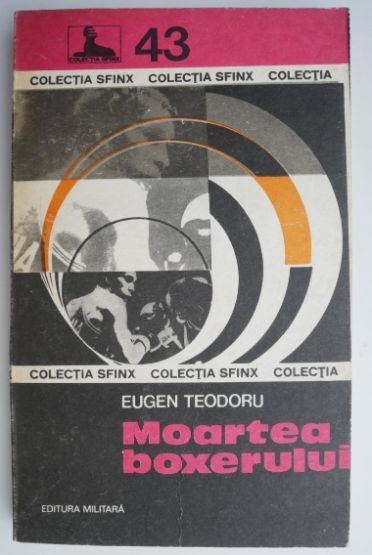 COLECȚIA SFINX
43
COLECȚIA SFINX COLECȚIA SFINX COLECȚIA
COLECȚIA SFINX COLECȚIA SFINX COLECȚIA
EUGEN TEODORU
Moartea
boxerului
EDITURA MILITARĂ